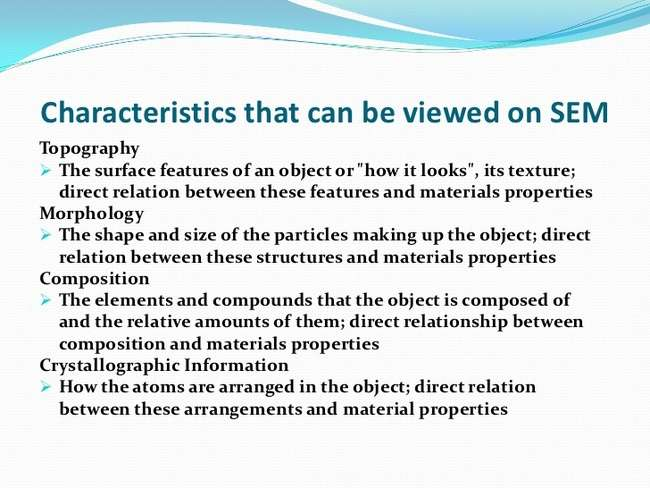 Characteristics that can be viewed on SEM
Topography
➢ The surface features of an object or "how it looks", its texture;
direct relation between these features and materials properties
Morphology
➢ The shape and size of the particles making up the object; direct
relation between these structures and materials properties
Composition
➢ The elements and compounds that the object is composed of
and the relative amounts of them; direct relationship between
composition and materials properties
Crystallographic Information
➢ How the atoms are arranged in the object; direct relation
between these arrangements and material properties